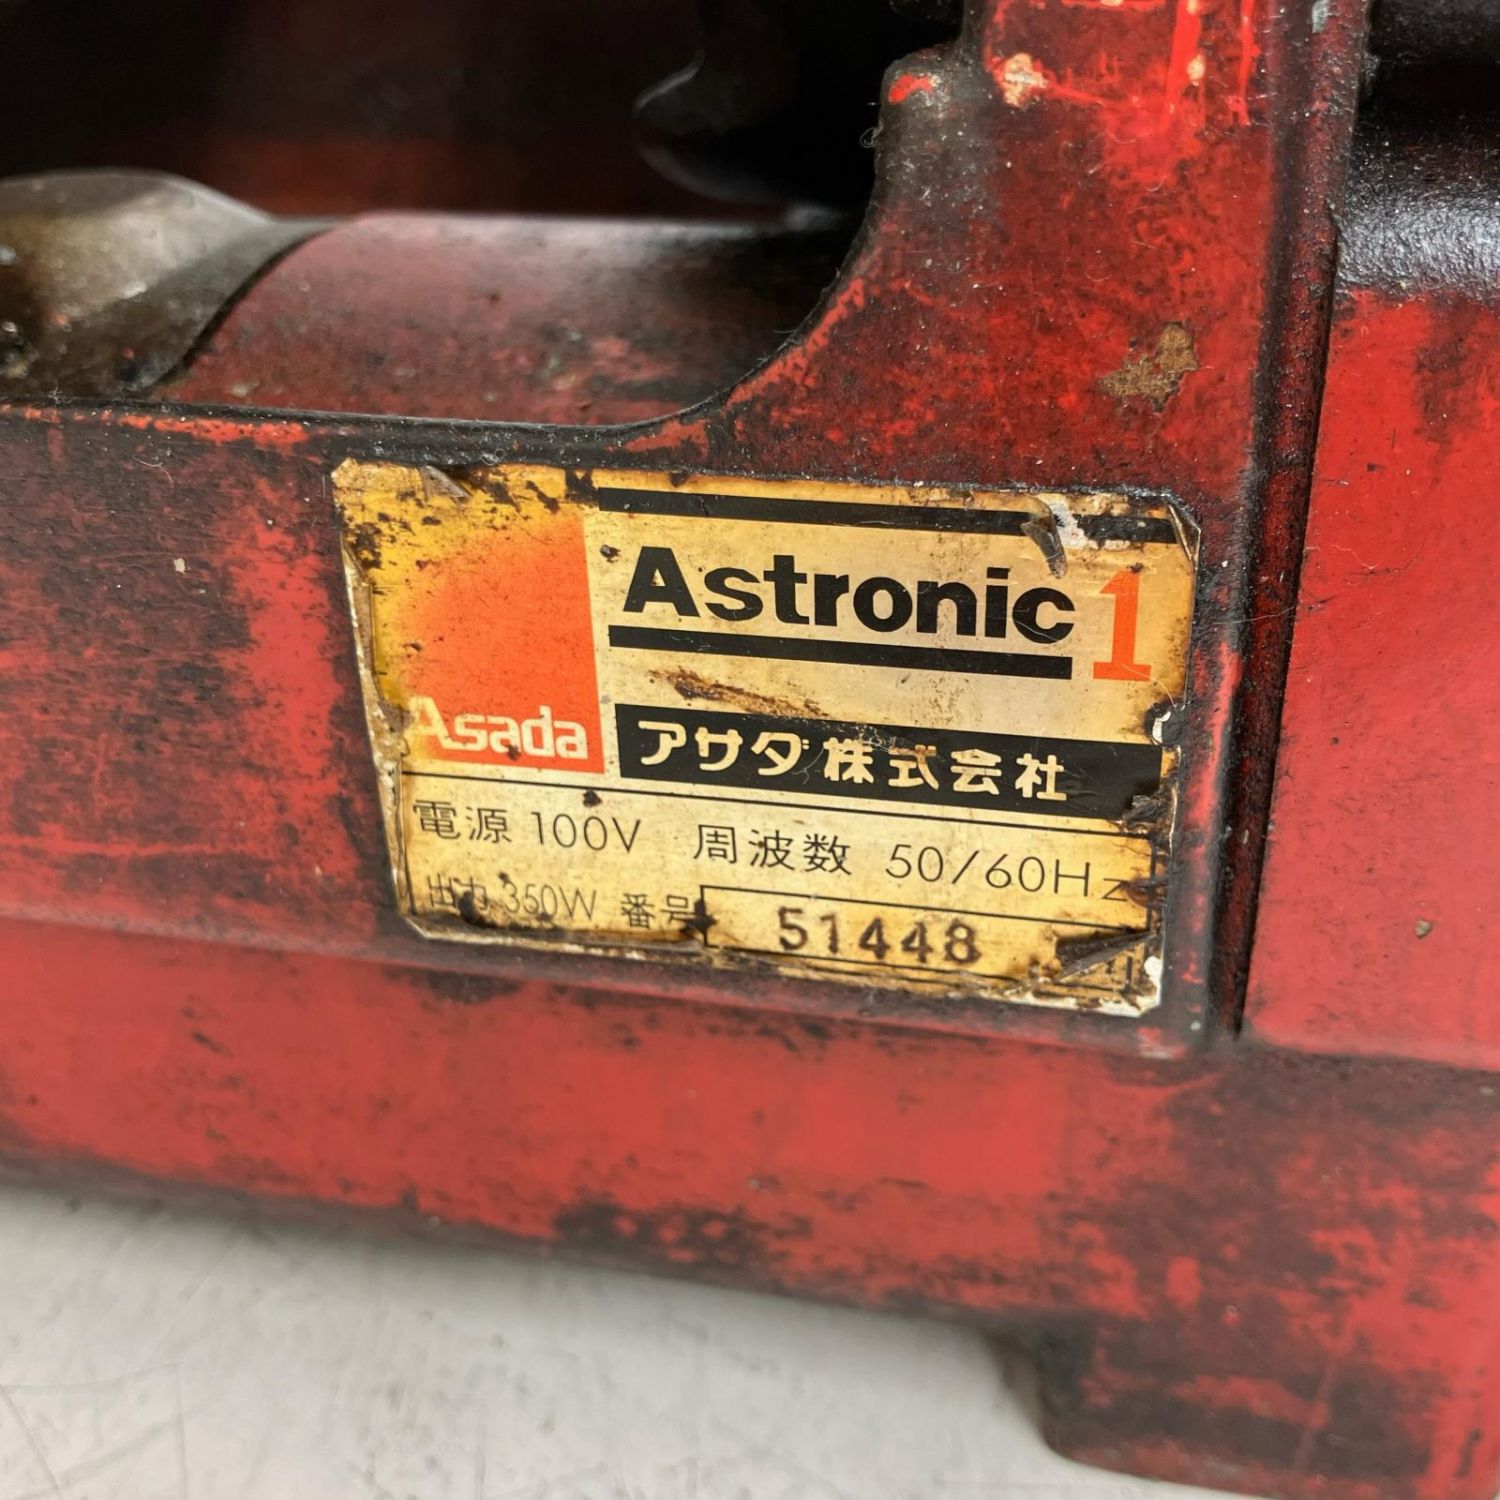 Astronic 1
Asada
アサダ株式会社
電源 100V 周波数 50/60Hz
出力 350W 番号 51448